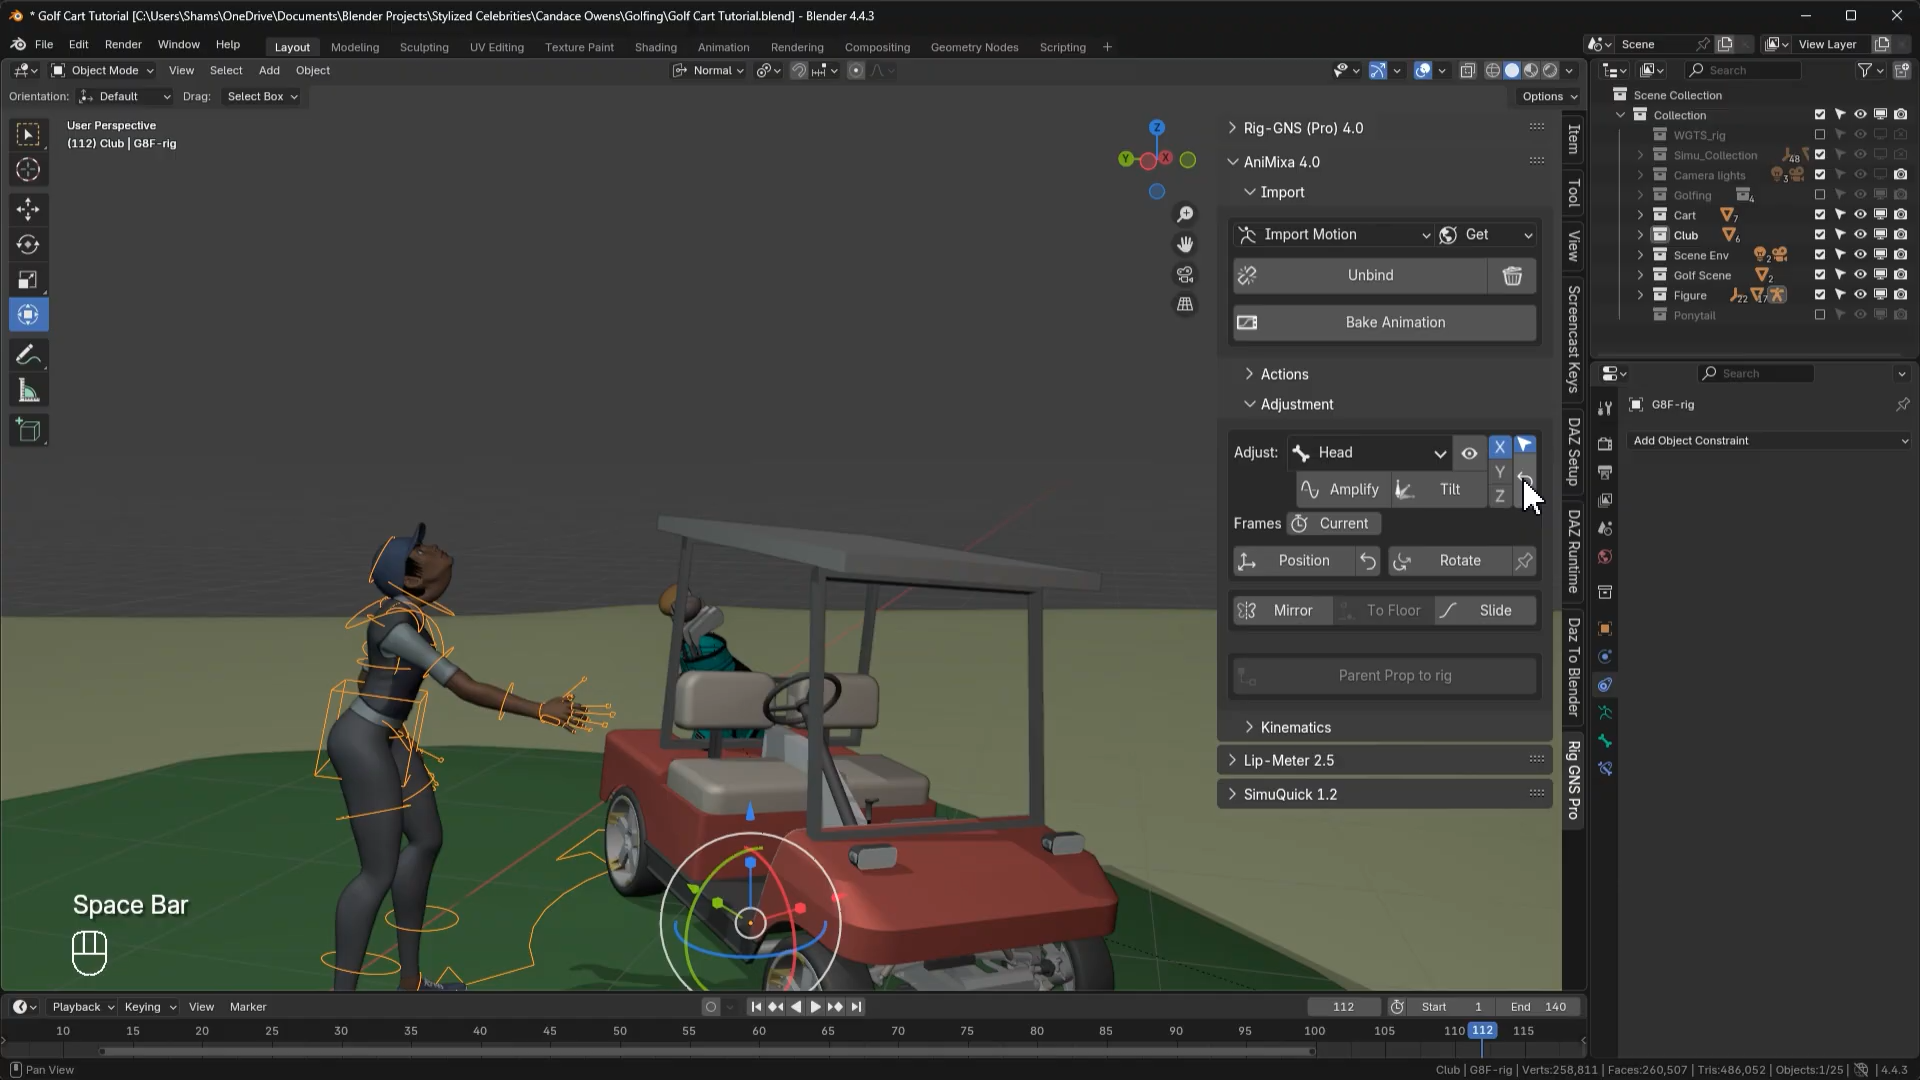 * Golf Cart Tutorial [C:\Users\Shams\OneDrive\Documents\Blender Projects\Stylized Celebrities\Candace Owens\Golfing\Golf Cart Tutorial.blend] - Blender 4.4.3
File Edit Render Window Help Layout Modeling Sculpting UV Editing Texture Paint Shading Animation Rendering Compositing Geometry Nodes Scripting + Scene View Layer
Object Mode View Select Add Object Normal Search
Orientation: Default Drag: Select Box Options
User Perspective
(112) Club | G8F-rig
Z
Y X
Rig-GNS (Pro) 4.0
AniMixa 4.0
Import
Import Motion Get
Unbind
Bake Animation
Actions
Adjustment
Adjust: Head X
Y
Amplify Tilt Z
Frames Current
Position Rotate
Mirror To Floor Slide
Parent Prop to rig
Kinematics
Lip-Meter 2.5
SimuQuick 1.2
Item
Tool
View
Screencast Keys
DAZ Setup
DAZ Runtime
Daz To Blender
Rig GNS Pro
Scene Collection
Collection
WGTS_rig
Simu_Collection 48
Camera lights 3
Golfing 4
Cart 7
Club 6
Scene Env 2
Golf Scene 2
Figure 22 17
Ponytail
Search
G8F-rig
Add Object Constraint
Space Bar
Playback Keying View Marker 112 Start 1 End 140
10 15 20 25 30 35 40 45 50 55 60 65 70 75 80 85 90 95 100 105 110 112 115
Pan View Club | G8F-rig | Verts:258,811 | Faces:260,507 | Tris:486,052 | Objects:1/25 | 4.4.3